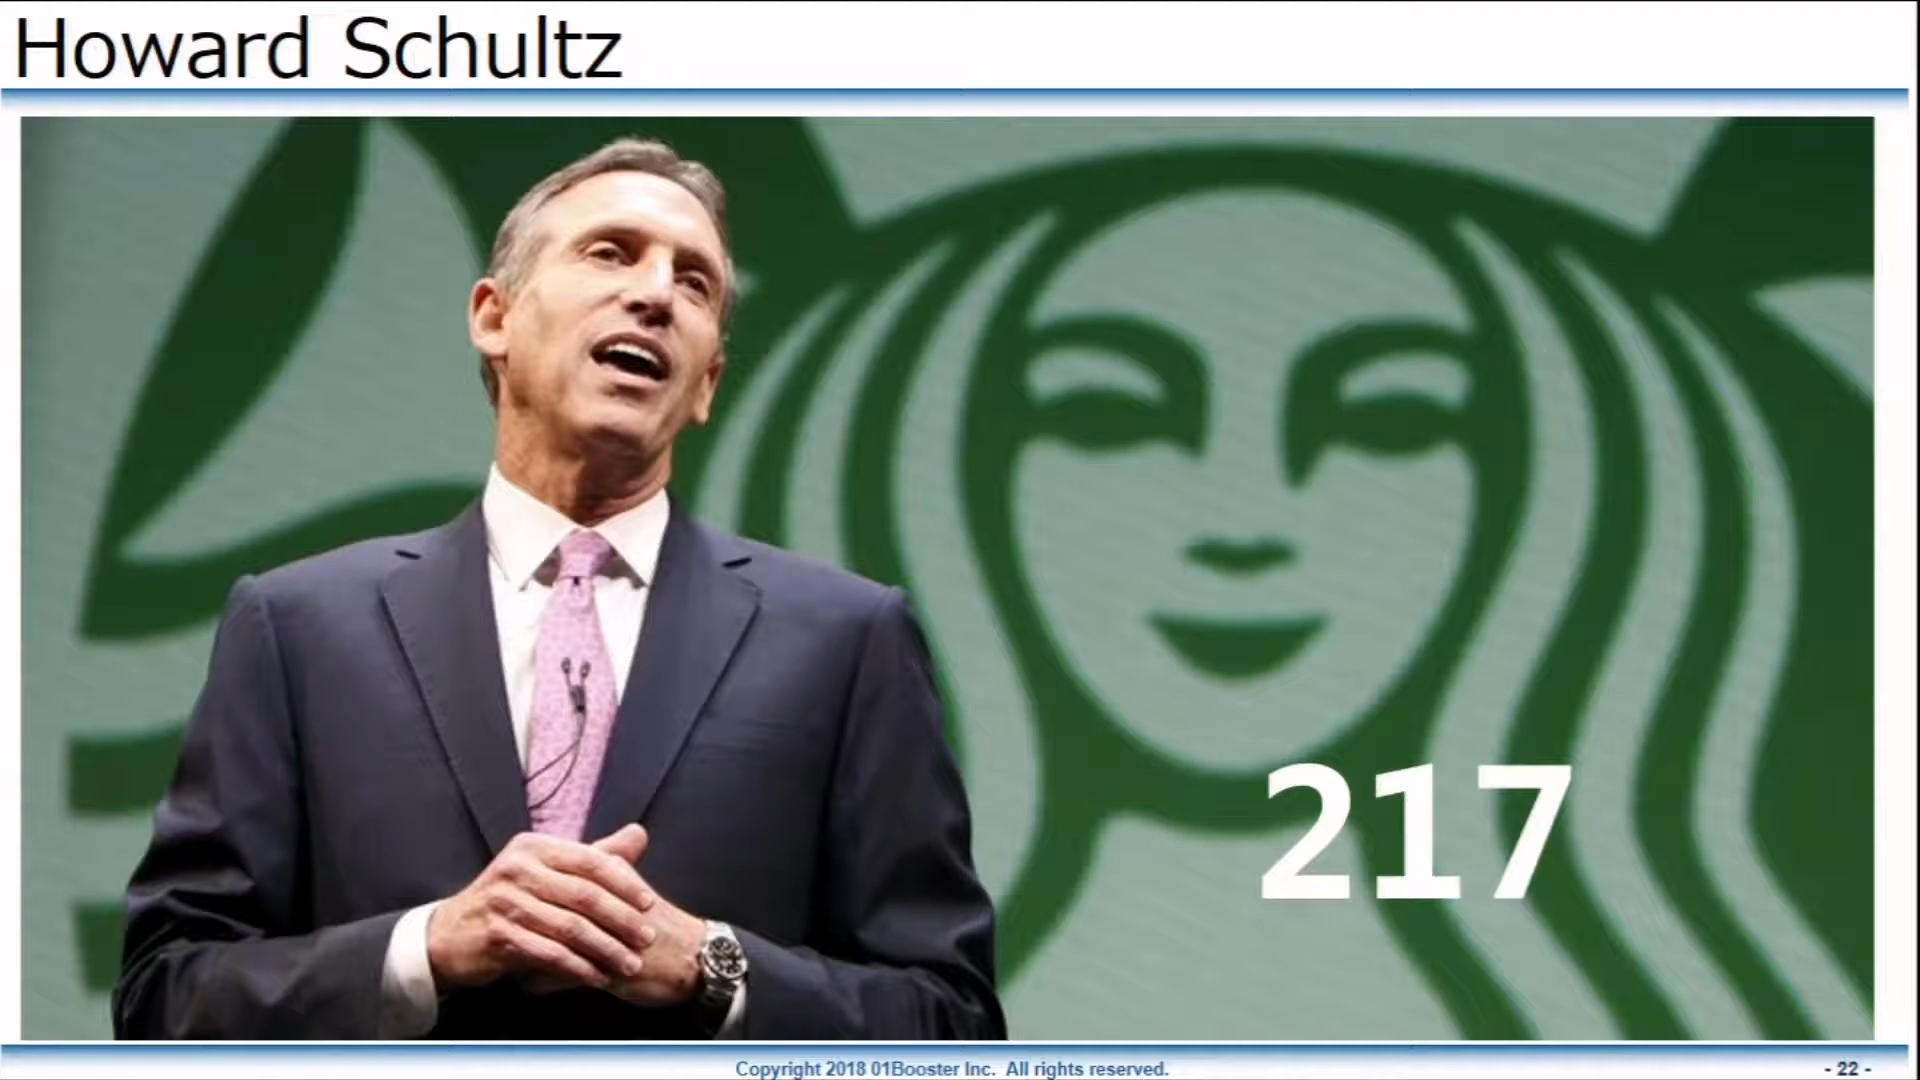 Howard Schultz
217
Copyright 2018 01Booster Inc. All rights reserved.
- 22 -